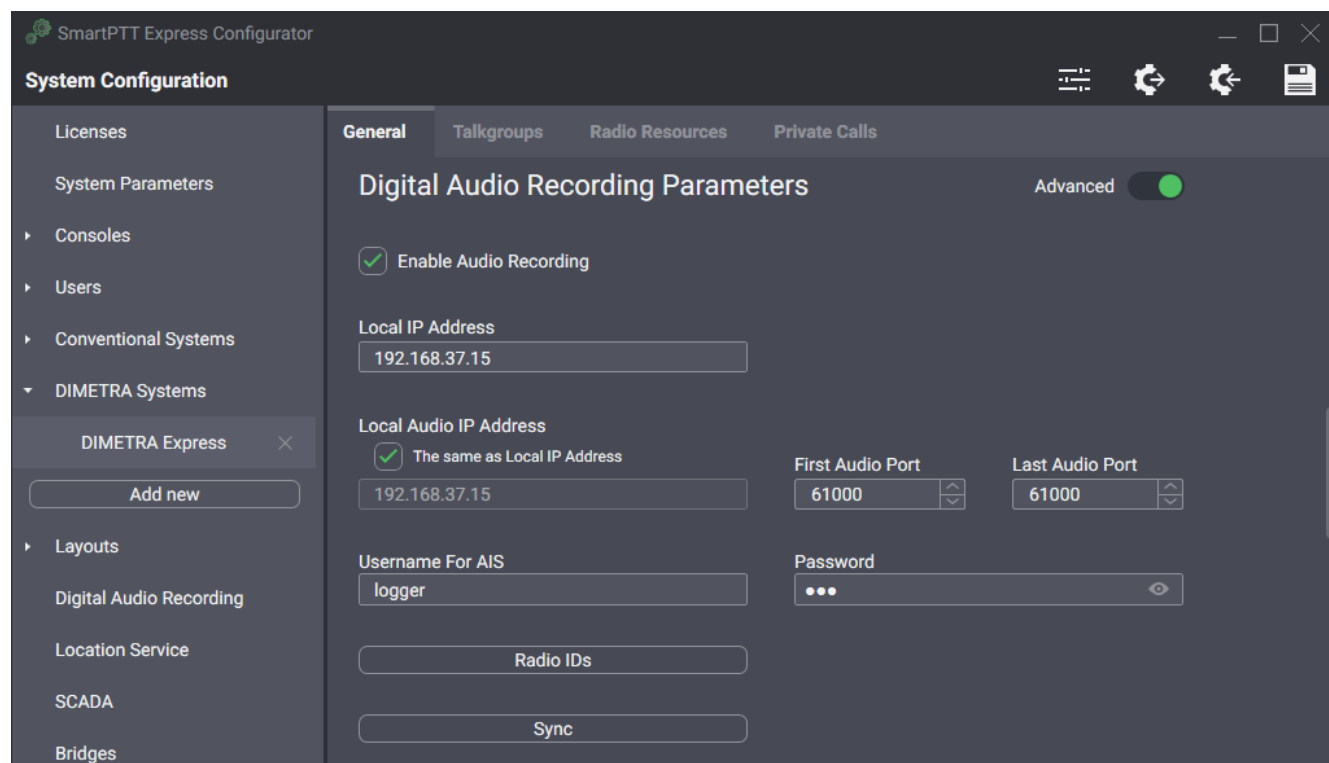 SmartPTT Express Configurator
System Configuration
Licenses
System Parameters
Consoles
Users
Conventional Systems
DIMETRA Systems
DIMETRA Express
Add new
Layouts
Digital Audio Recording
Location Service
SCADA
Bridges
General Talkgroups Radio Resources Private Calls
Digital Audio Recording Parameters
Advanced
Enable Audio Recording
Local IP Address
192.168.37.15
Local Audio IP Address
The same as Local IP Address
192.168.37.15
First Audio Port
61000
Last Audio Port
61000
Username For AIS
logger
Password
Radio IDs
Sync